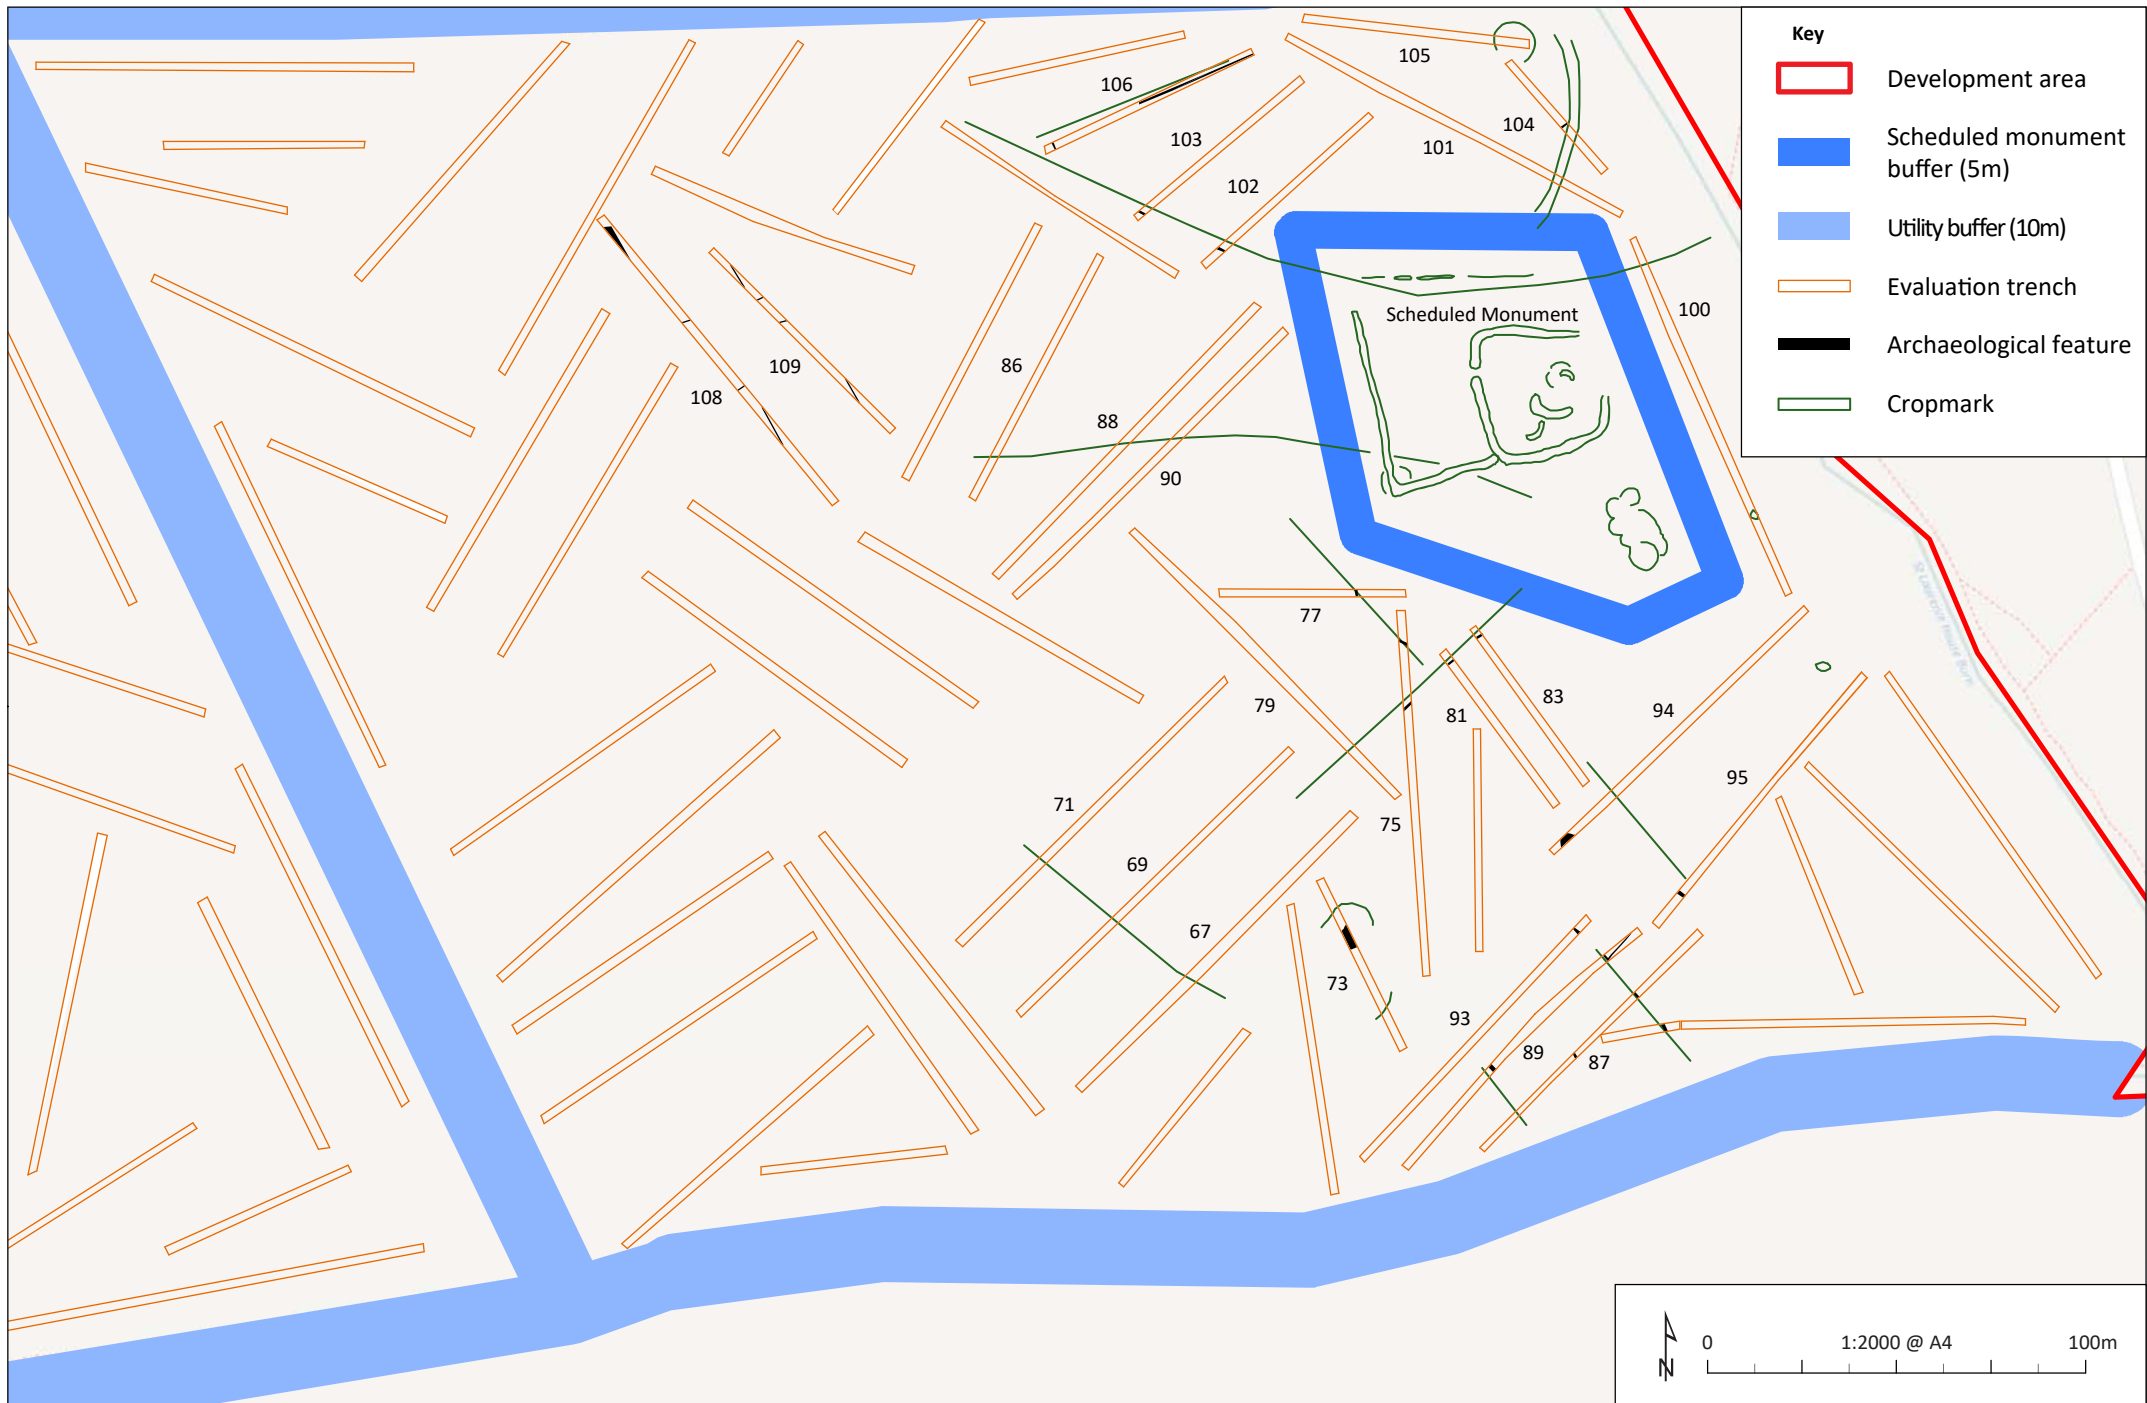 Key
Development area
Scheduled monument
buffer (5m)
Utility buffer (10m)
Evaluation trench
Archaeological feature
Cropmark
105
106
104
103
101
102
Scheduled Monument
100
86
109
108
88
90
77
83
79
81
94
95
71
75
69
67
73
93
89
87
N
0
1:2000 @ A4
100m